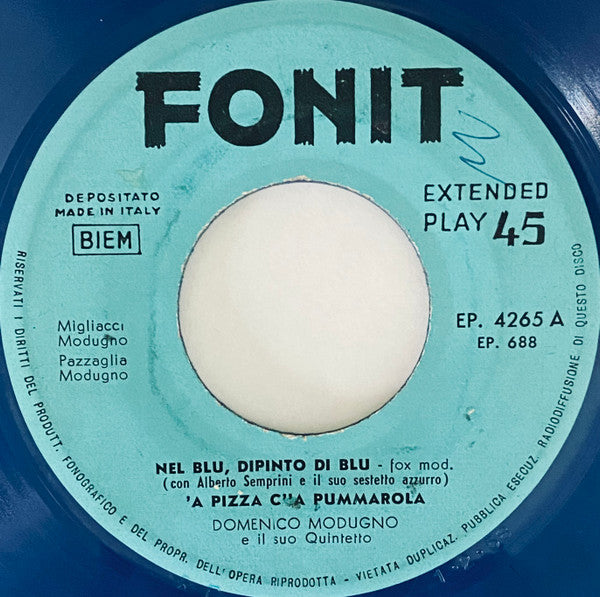 FONIT
DEPOSITATO
MADE IN ITALY
BIEM
EXTENDED
PLAY 45
Migliacci
Modugno
Pazzaglia
Modugno
EP. 4265 A
EP. 688
NEL BLU, DIPINTO DI BLU - fox mod.
(con Alberto Semprini e il suo sestetto azzurro)
'A PIZZA C''A PUMMAROLA
DOMENICO MODUGNO
e il suo Quintetto
RISERVATI I DIRITTI DEL PRODUTT. FONOGRAFICO E DEL PROPR. DELL'OPERA RIPRODOTTA - VIETATA DUPLICAZ. PUBBLICA ESECUZ. RADIODIFFUSIONE DI QUESTO DISCO